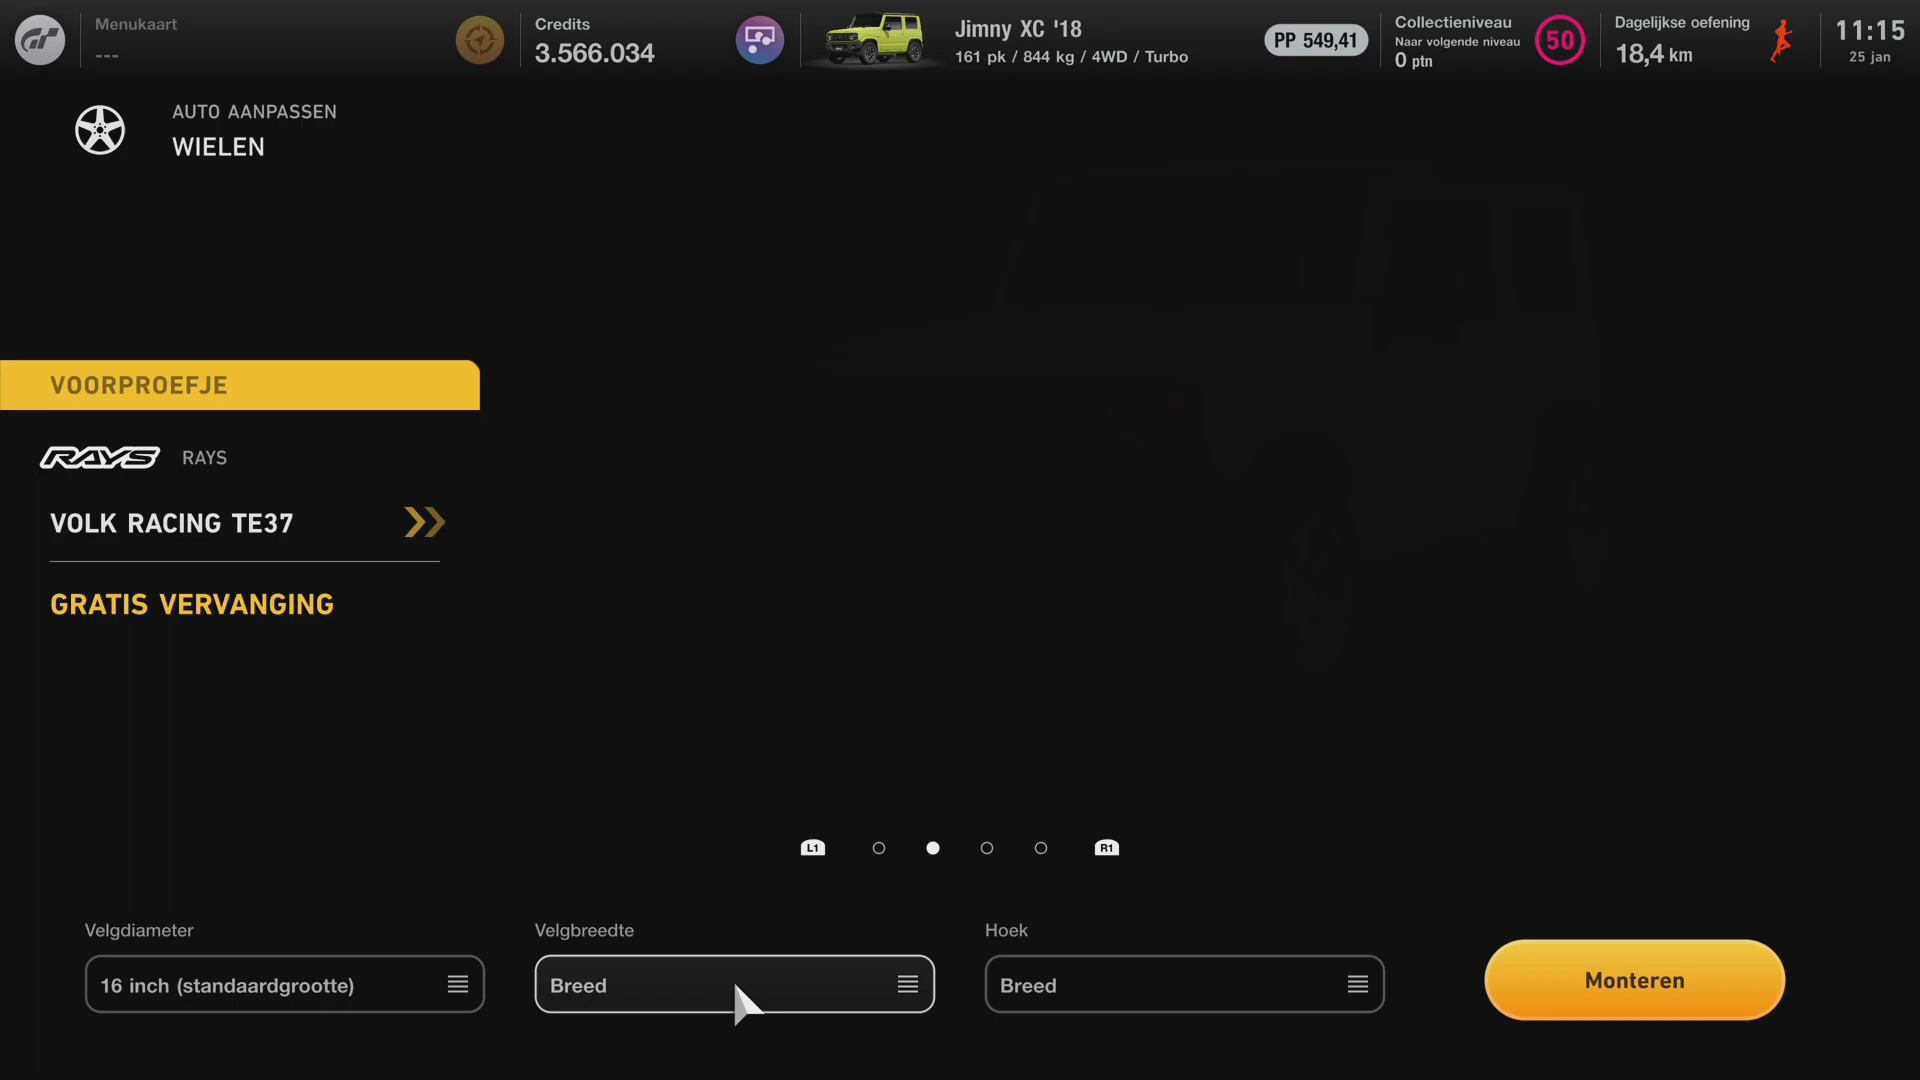 Menukaart
---
Credits
3.566.034
Jimny XC '18
161 pk / 844 kg / 4WD / Turbo
PP 549,41
Collectieniveau
Naar volgende niveau
0 ptn
50
Dagelijkse oefening
18,4 km
11:15
25 jan
AUTO AANPASSEN
WIELEN
VOORPROEFJE
RAYS RAYS
VOLK RACING TE37
GRATIS VERVANGING
L1
R1
Velgdiameter
16 inch (standaardgrootte)
Velgbreedte
Breed
Hoek
Breed
Monteren